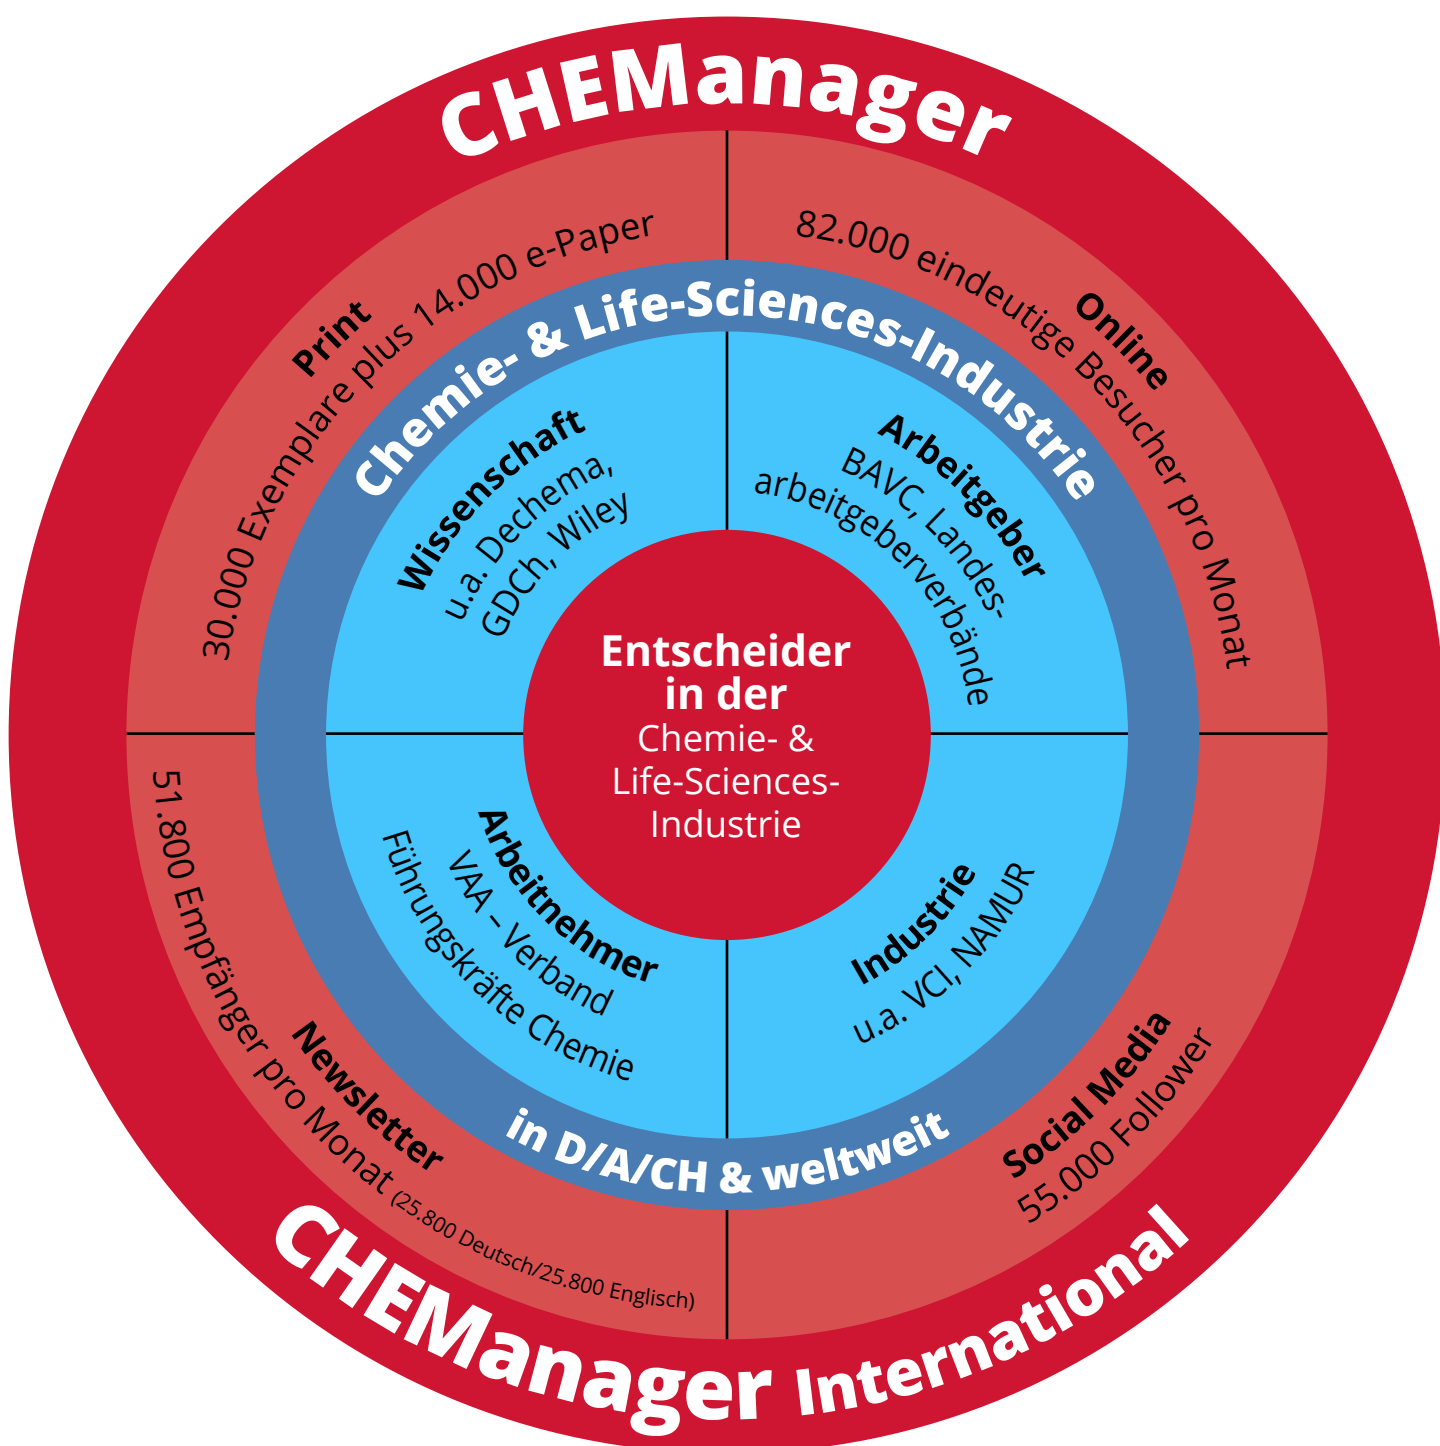 CHEManager
Print
30.000 Exemplare plus 14.000 e-Paper
Online
82.000 eindeutige Besucher pro Monat
Chemie- & Life-Sciences-Industrie
Wissenschaft
u.a. Dechema,
GDCh, Wiley
Arbeitgeber
BAVC, Landes-
arbeitgeberverbände
Entscheider
in der
Chemie- &
Life-Sciences-
Industrie
Arbeitnehmer
VAA – Verband
Führungskräfte Chemie
Industrie
u.a. VCI, NAMUR
in D/A/CH & weltweit
Newsletter
51.800 Empfänger pro Monat (25.800 Deutsch/25.800 Englisch)
Social Media
55.000 Follower
CHEManager International